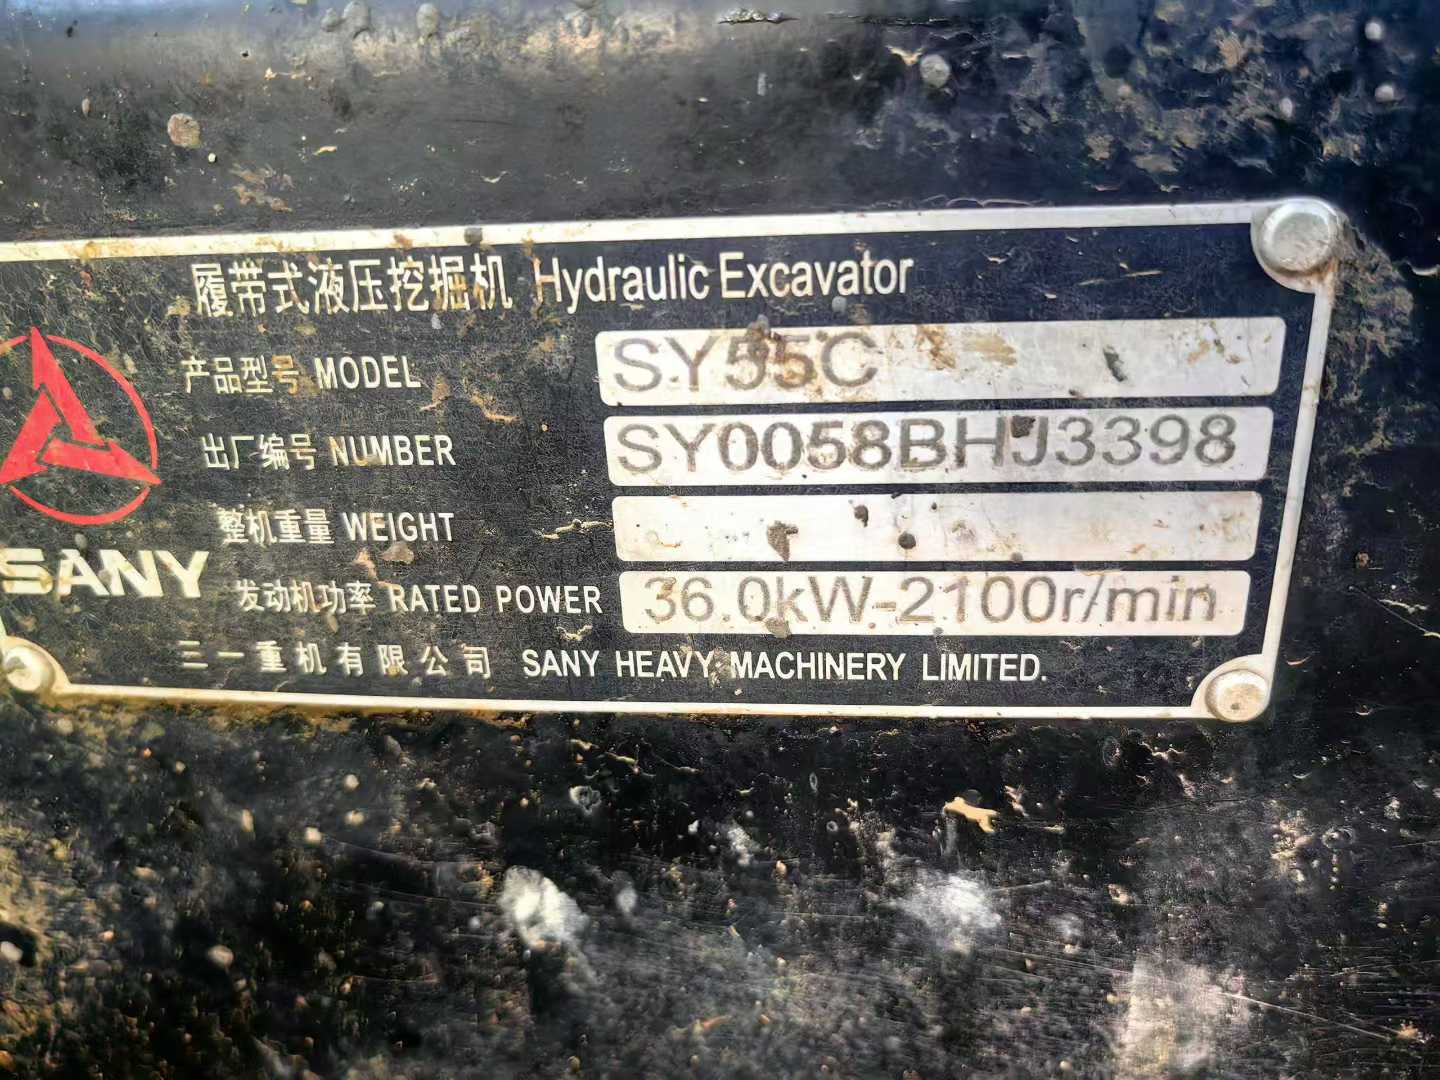 履带式液压挖掘机 Hydraulic Excavator
产品型号 MODEL SY55C
出厂编号 NUMBER SY0058BHJ3398
整机重量 WEIGHT
SANY
发动机功率 RATED POWER 36.0kW-2100r/min
三一重机有限公司 SANY HEAVY MACHINERY LIMITED.